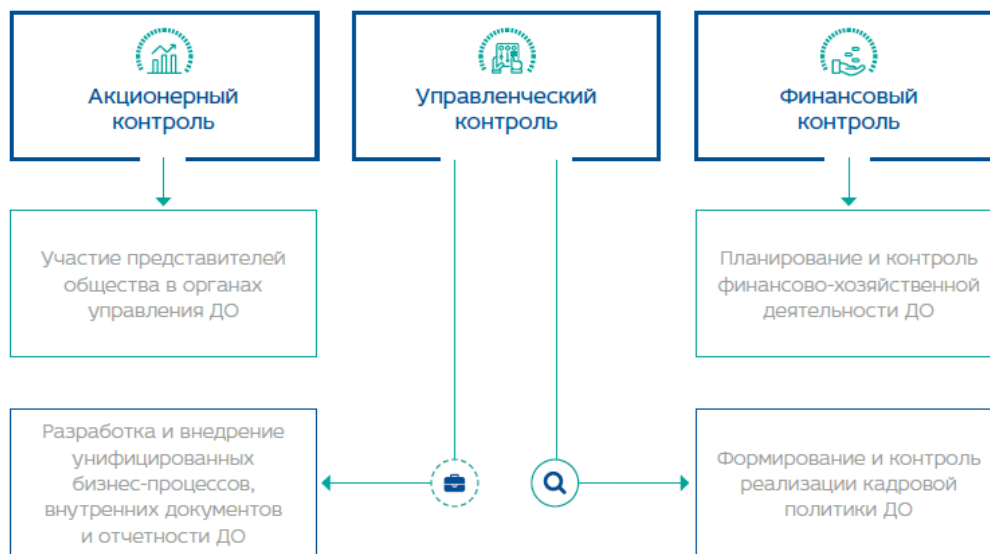 Акционерный
контроль
Управленческий
контроль
Финансовый
контроль
Участие представителей
общества в органах
управления ДО
Планирование и контроль
финансово-хозяйственной
деятельности ДО
Разработка и внедрение
унифицированных
бизнес-процессов,
внутренних документов
и отчетности ДО
Формирование и контроль
реализации кадровой
политики ДО